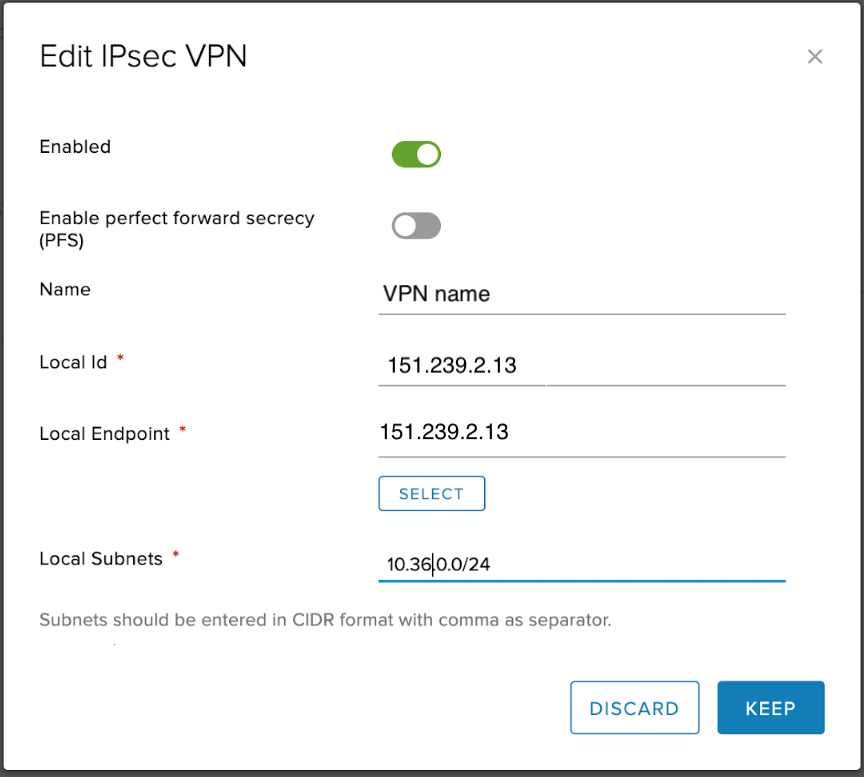 Edit IPsec VPN
Enabled
Enable perfect forward secrecy
(PFS)
Name
VPN name
Local Id *
151.239.2.13
Local Endpoint *
151.239.2.13
SELECT
Local Subnets *
10.36.0.0/24
Subnets should be entered in CIDR format with comma as separator.
DISCARD
KEEP